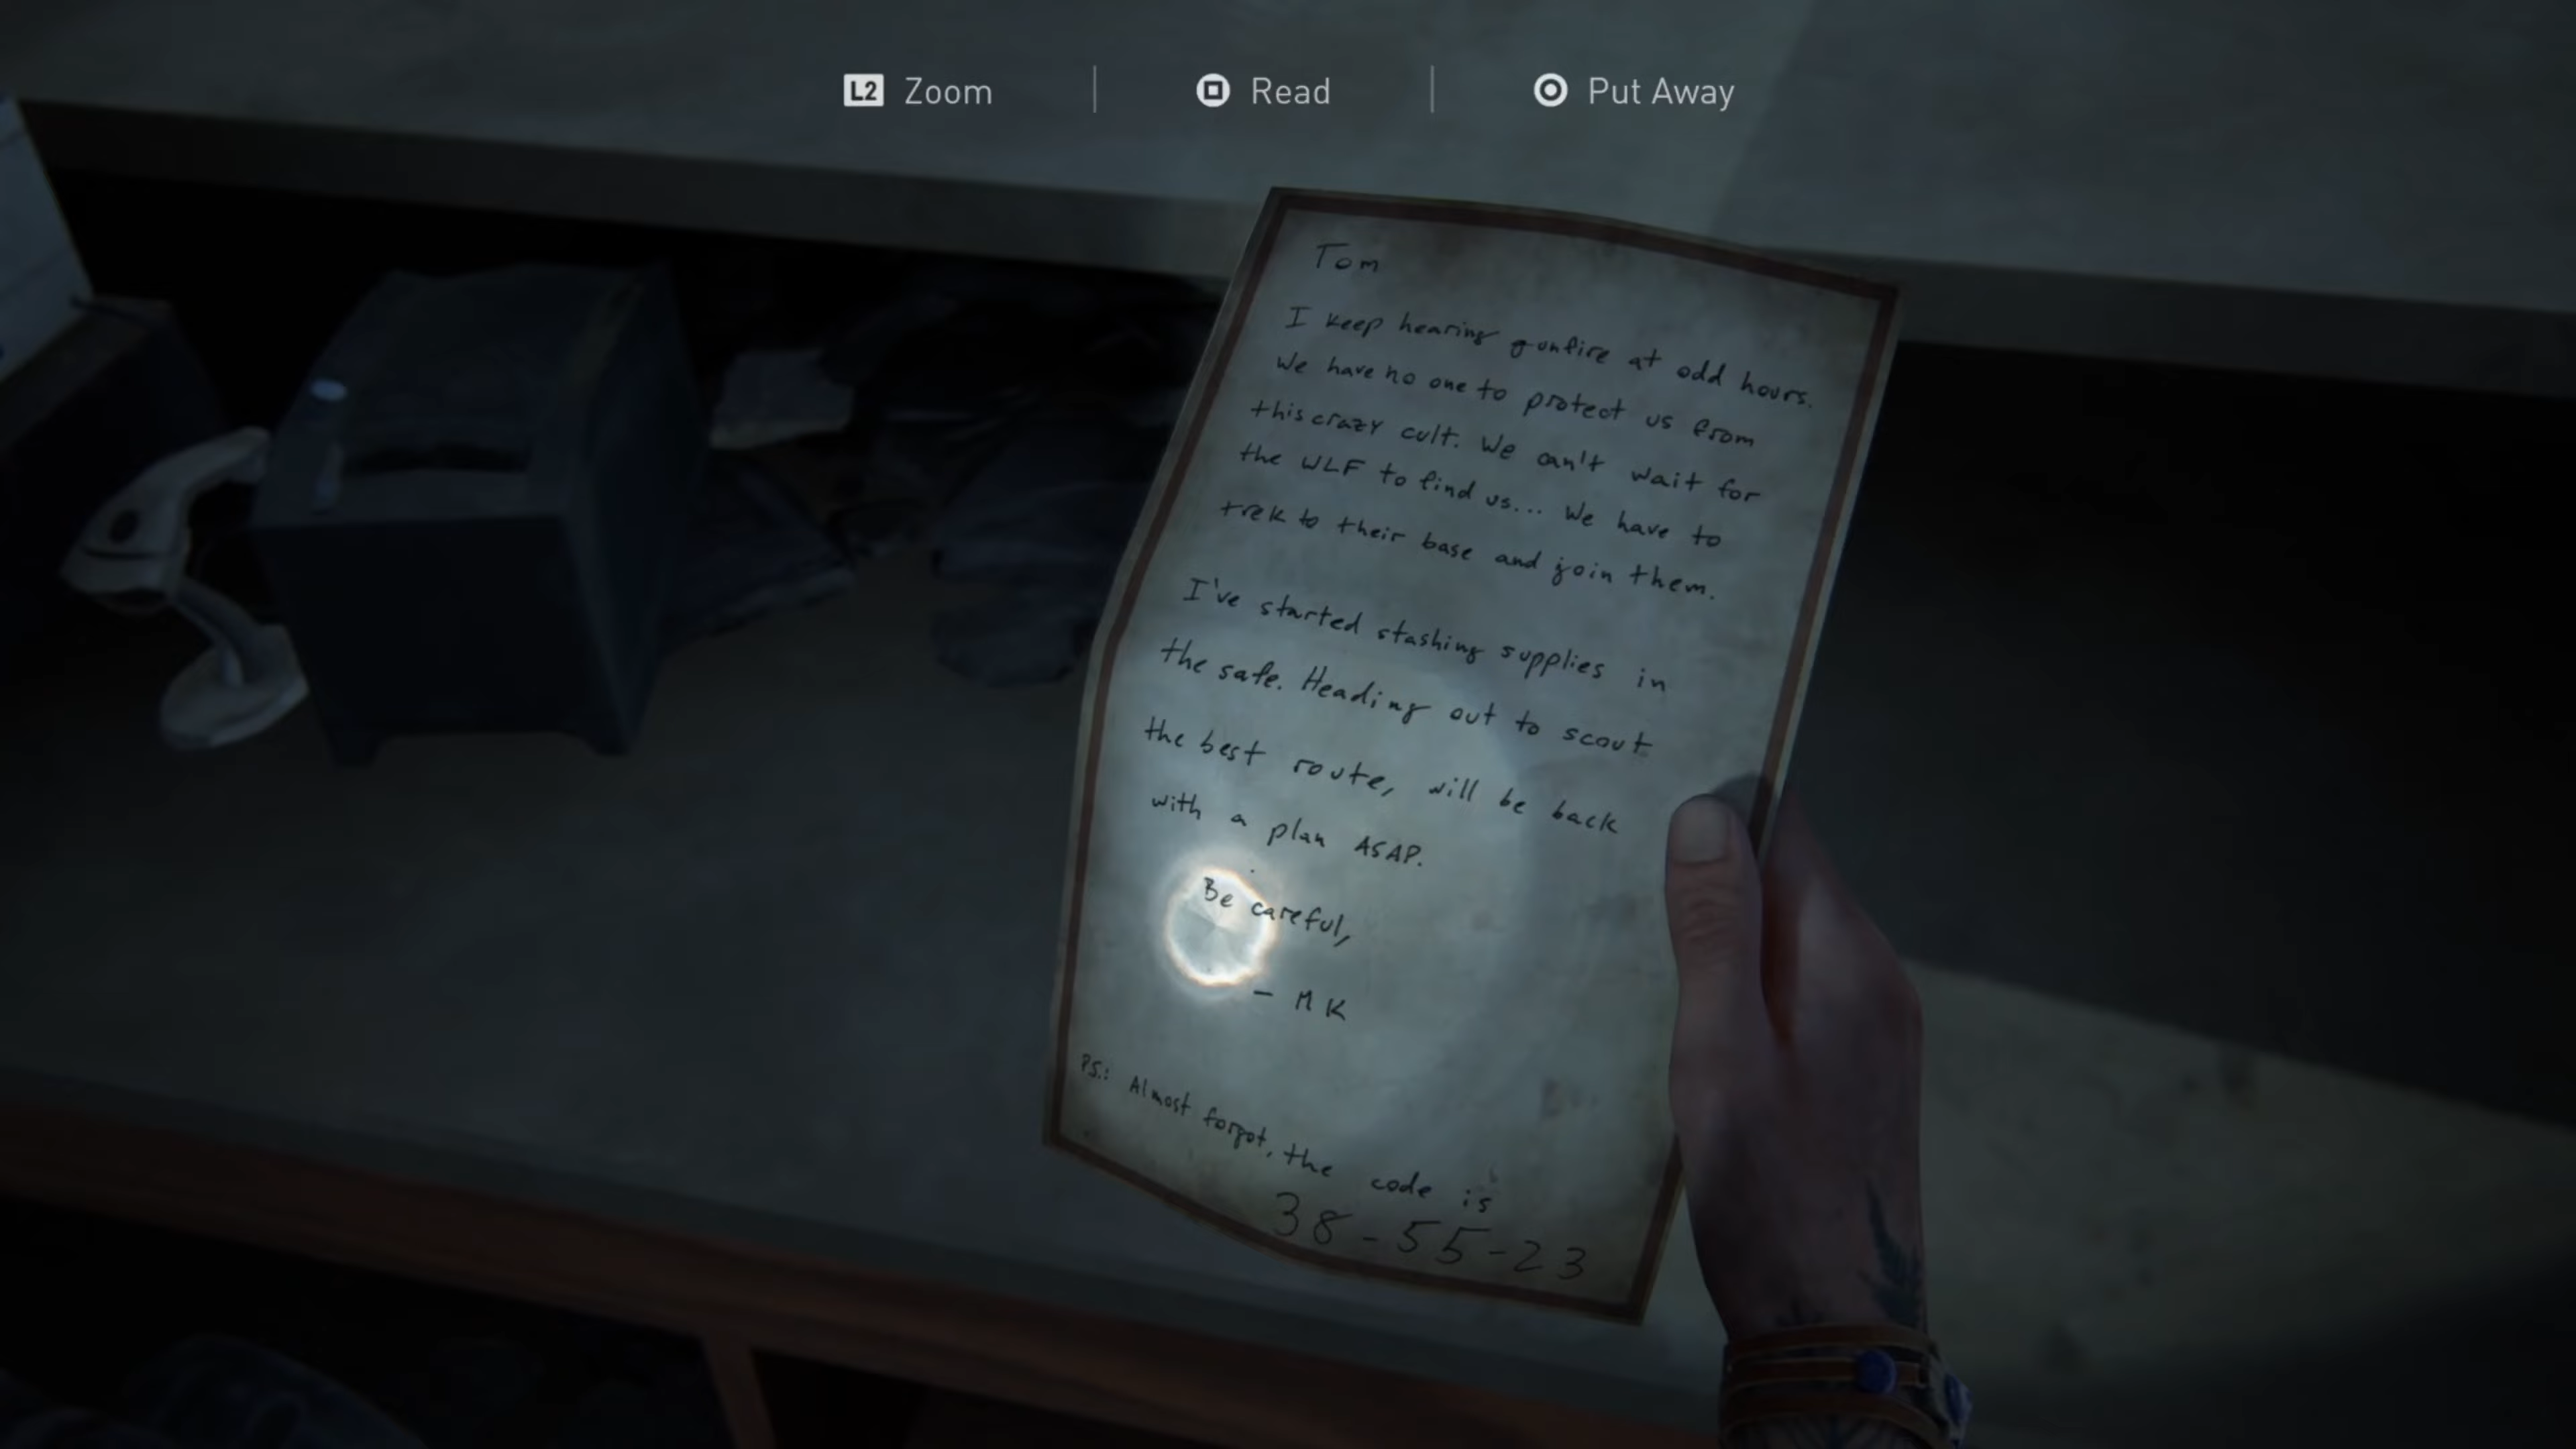 L2 Zoom | Read | Put Away
Tom
I keep hearing gunfire at odd hours.
We have no one to protect us from
this crazy cult. We can't wait for
the WLF to find us... We have to
trek to their base and join them.
I've started stashing supplies in
the safe. Heading out to scout
the best route, will be back
with a plan ASAP.
Be careful,
- MK
PS.: Almost forgot, the code is
38-55-23